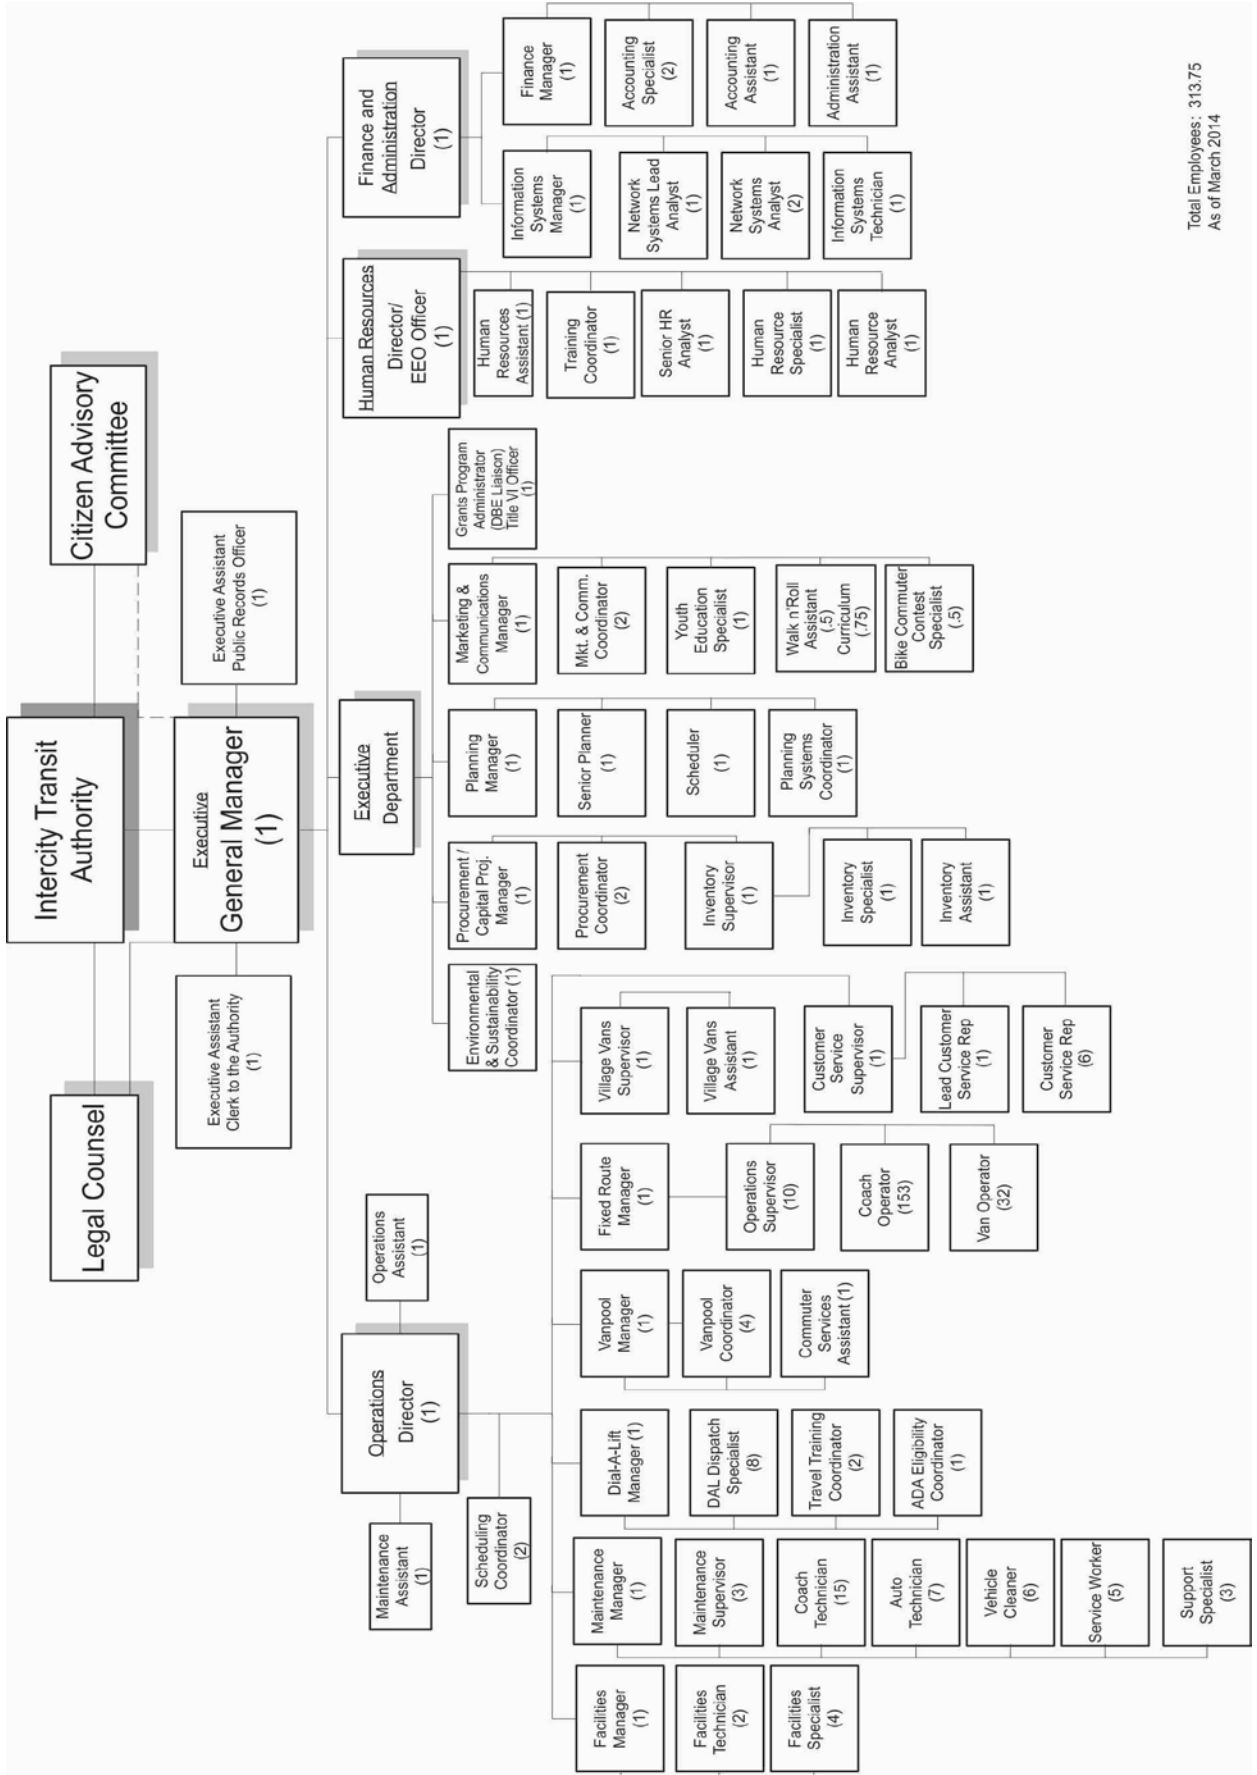 Intercity Transit
Authority
Legal Counsel
Citizen Advisory
Committee
Executive
General Manager
(1)
Executive Assistant
Clerk to the Authority
(1)
Executive Assistant
Public Records Officer
(1)
Operations
Director
(1)
Maintenance
Assistant
(1)
Operations
Assistant
(1)
Scheduling
Coordinator
(2)
Facilities
Manager
(1)
Facilities
Technician
(2)
Facilities
Specialist
(4)
Maintenance
Manager
(1)
Maintenance
Supervisor
(3)
Coach
Technician
(15)
Auto
Technician
(7)
Vehicle
Cleaner
(6)
Service Worker
(5)
Support
Specialist
(3)
Dial-A-Lift
Manager (1)
DAL Dispatch
Specialist
(8)
Travel Training
Coordinator
(2)
ADA Eligibility
Coordinator
(1)
Vanpool
Manager
(1)
Vanpool
Coordinator
(4)
Commuter
Services
Assistant (1)
Fixed Route
Manager
(1)
Operations
Supervisor
(10)
Coach
Operator
(153)
Van Operator
(32)
Village Vans
Supervisor
(1)
Village Vans
Assistant
(1)
Customer
Service
Supervisor
(1)
Lead Customer
Service Rep
(1)
Customer
Service Rep
(6)
Executive
Department
Environmental
& Sustainability
Coordinator (1)
Procurement /
Capital Proj.
Manager
(1)
Procurement
Coordinator
(2)
Inventory
Supervisor
(1)
Inventory
Specialist
(1)
Inventory
Assistant
(1)
Planning
Manager
(1)
Senior Planner
(1)
Scheduler
(1)
Planning
Systems
Coordinator
(1)
Marketing &
Communications
Manager
(1)
Mkt. & Comm.
Coordinator
(2)
Youth
Education
Specialist
(1)
Walk n'Roll
Assistant
(.5)
Curriculum
(.75)
Bike Commuter
Contest
Specialist
(.5)
Grants Program
Administrator
(DBE Liaison)
Title VI Officer
(1)
Human Resources
Director/
EEO Officer
(1)
Human
Resources
Assistant (1)
Training
Coordinator
(1)
Senior HR
Analyst
(1)
Human
Resource
Specialist
(1)
Human
Resource
Analyst
(1)
Finance and
Administration
Director
(1)
Information
Systems
Manager
(1)
Network
Systems Lead
Analyst
(1)
Network
Systems
Analyst
(2)
Information
Systems
Technician
(1)
Finance
Manager
(1)
Accounting
Specialist
(2)
Accounting
Assistant
(1)
Administration
Assistant
(1)
Total Employees: 313.75
As of March 2014